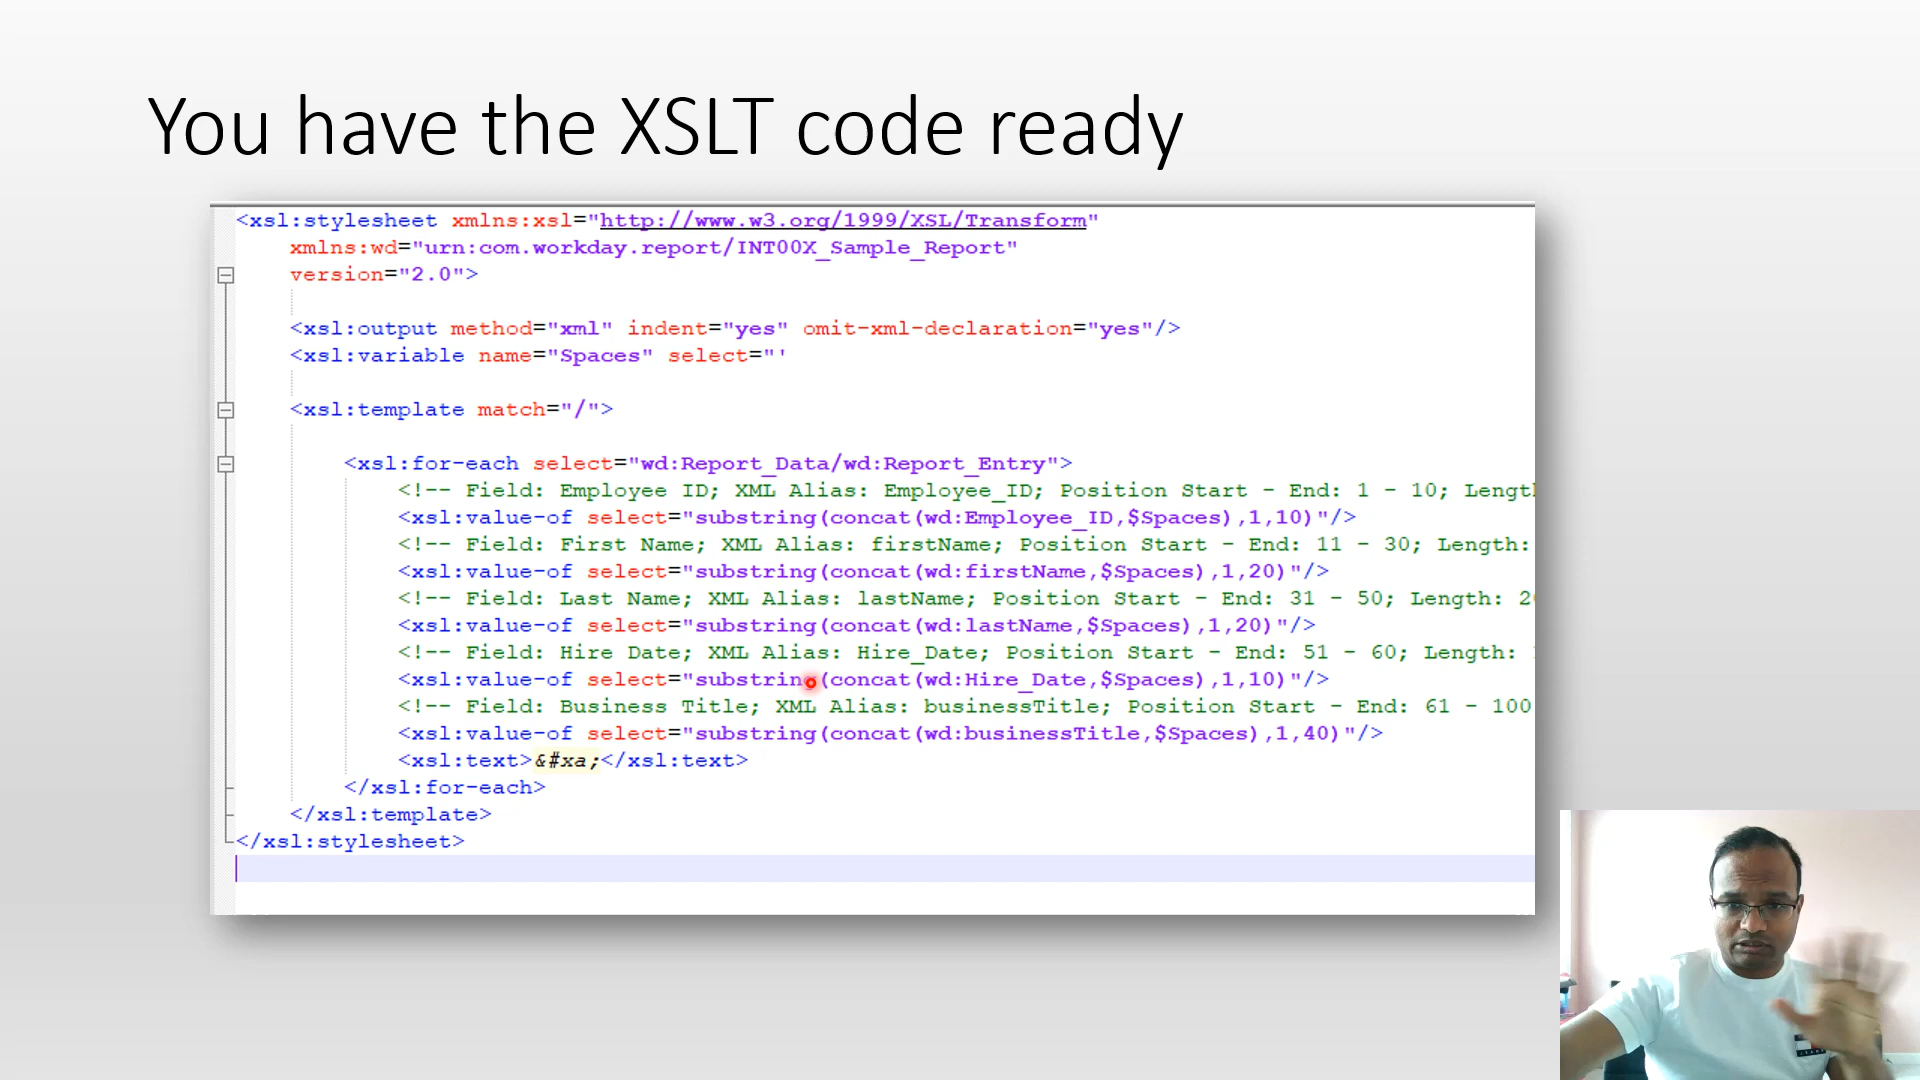 You have the XSLT code ready
<xsl:stylesheet xmlns:xsl="http://www.w3.org/1999/XSL/Transform"
xmlns:wd="urn:com.workday.report/INT00X_Sample_Report"
version="2.0">
<xsl:output method="xml" indent="yes" omit-xml-declaration="yes"/>
<xsl:variable name="Spaces" select="'
<xsl:template match="/">
<xsl:for-each select="wd:Report_Data/wd:Report_Entry">
<!-- Field: Employee ID; XML Alias: Employee_ID; Position Start - End: 1 - 10; Lengt
<xsl:value-of select="substring(concat(wd:Employee_ID,$Spaces),1,10)"/>
<!-- Field: First Name; XML Alias: firstName; Position Start - End: 11 - 30; Length:
<xsl:value-of select="substring(concat(wd:firstName,$Spaces),1,20)"/>
<!-- Field: Last Name; XML Alias: lastName; Position Start - End: 31 - 50; Length: 2
<xsl:value-of select="substring(concat(wd:lastName,$Spaces),1,20)"/>
<!-- Field: Hire Date; XML Alias: Hire_Date; Position Start - End: 51 - 60; Length:
<xsl:value-of select="substring(concat(wd:Hire_Date,$Spaces),1,10)"/>
<!-- Field: Business Title; XML Alias: businessTitle; Position Start - End: 61 - 100
<xsl:value-of select="substring(concat(wd:businessTitle,$Spaces),1,40)"/>
<xsl:text>&#xa;</xsl:text>
</xsl:for-each>
</xsl:template>
</xsl:stylesheet>